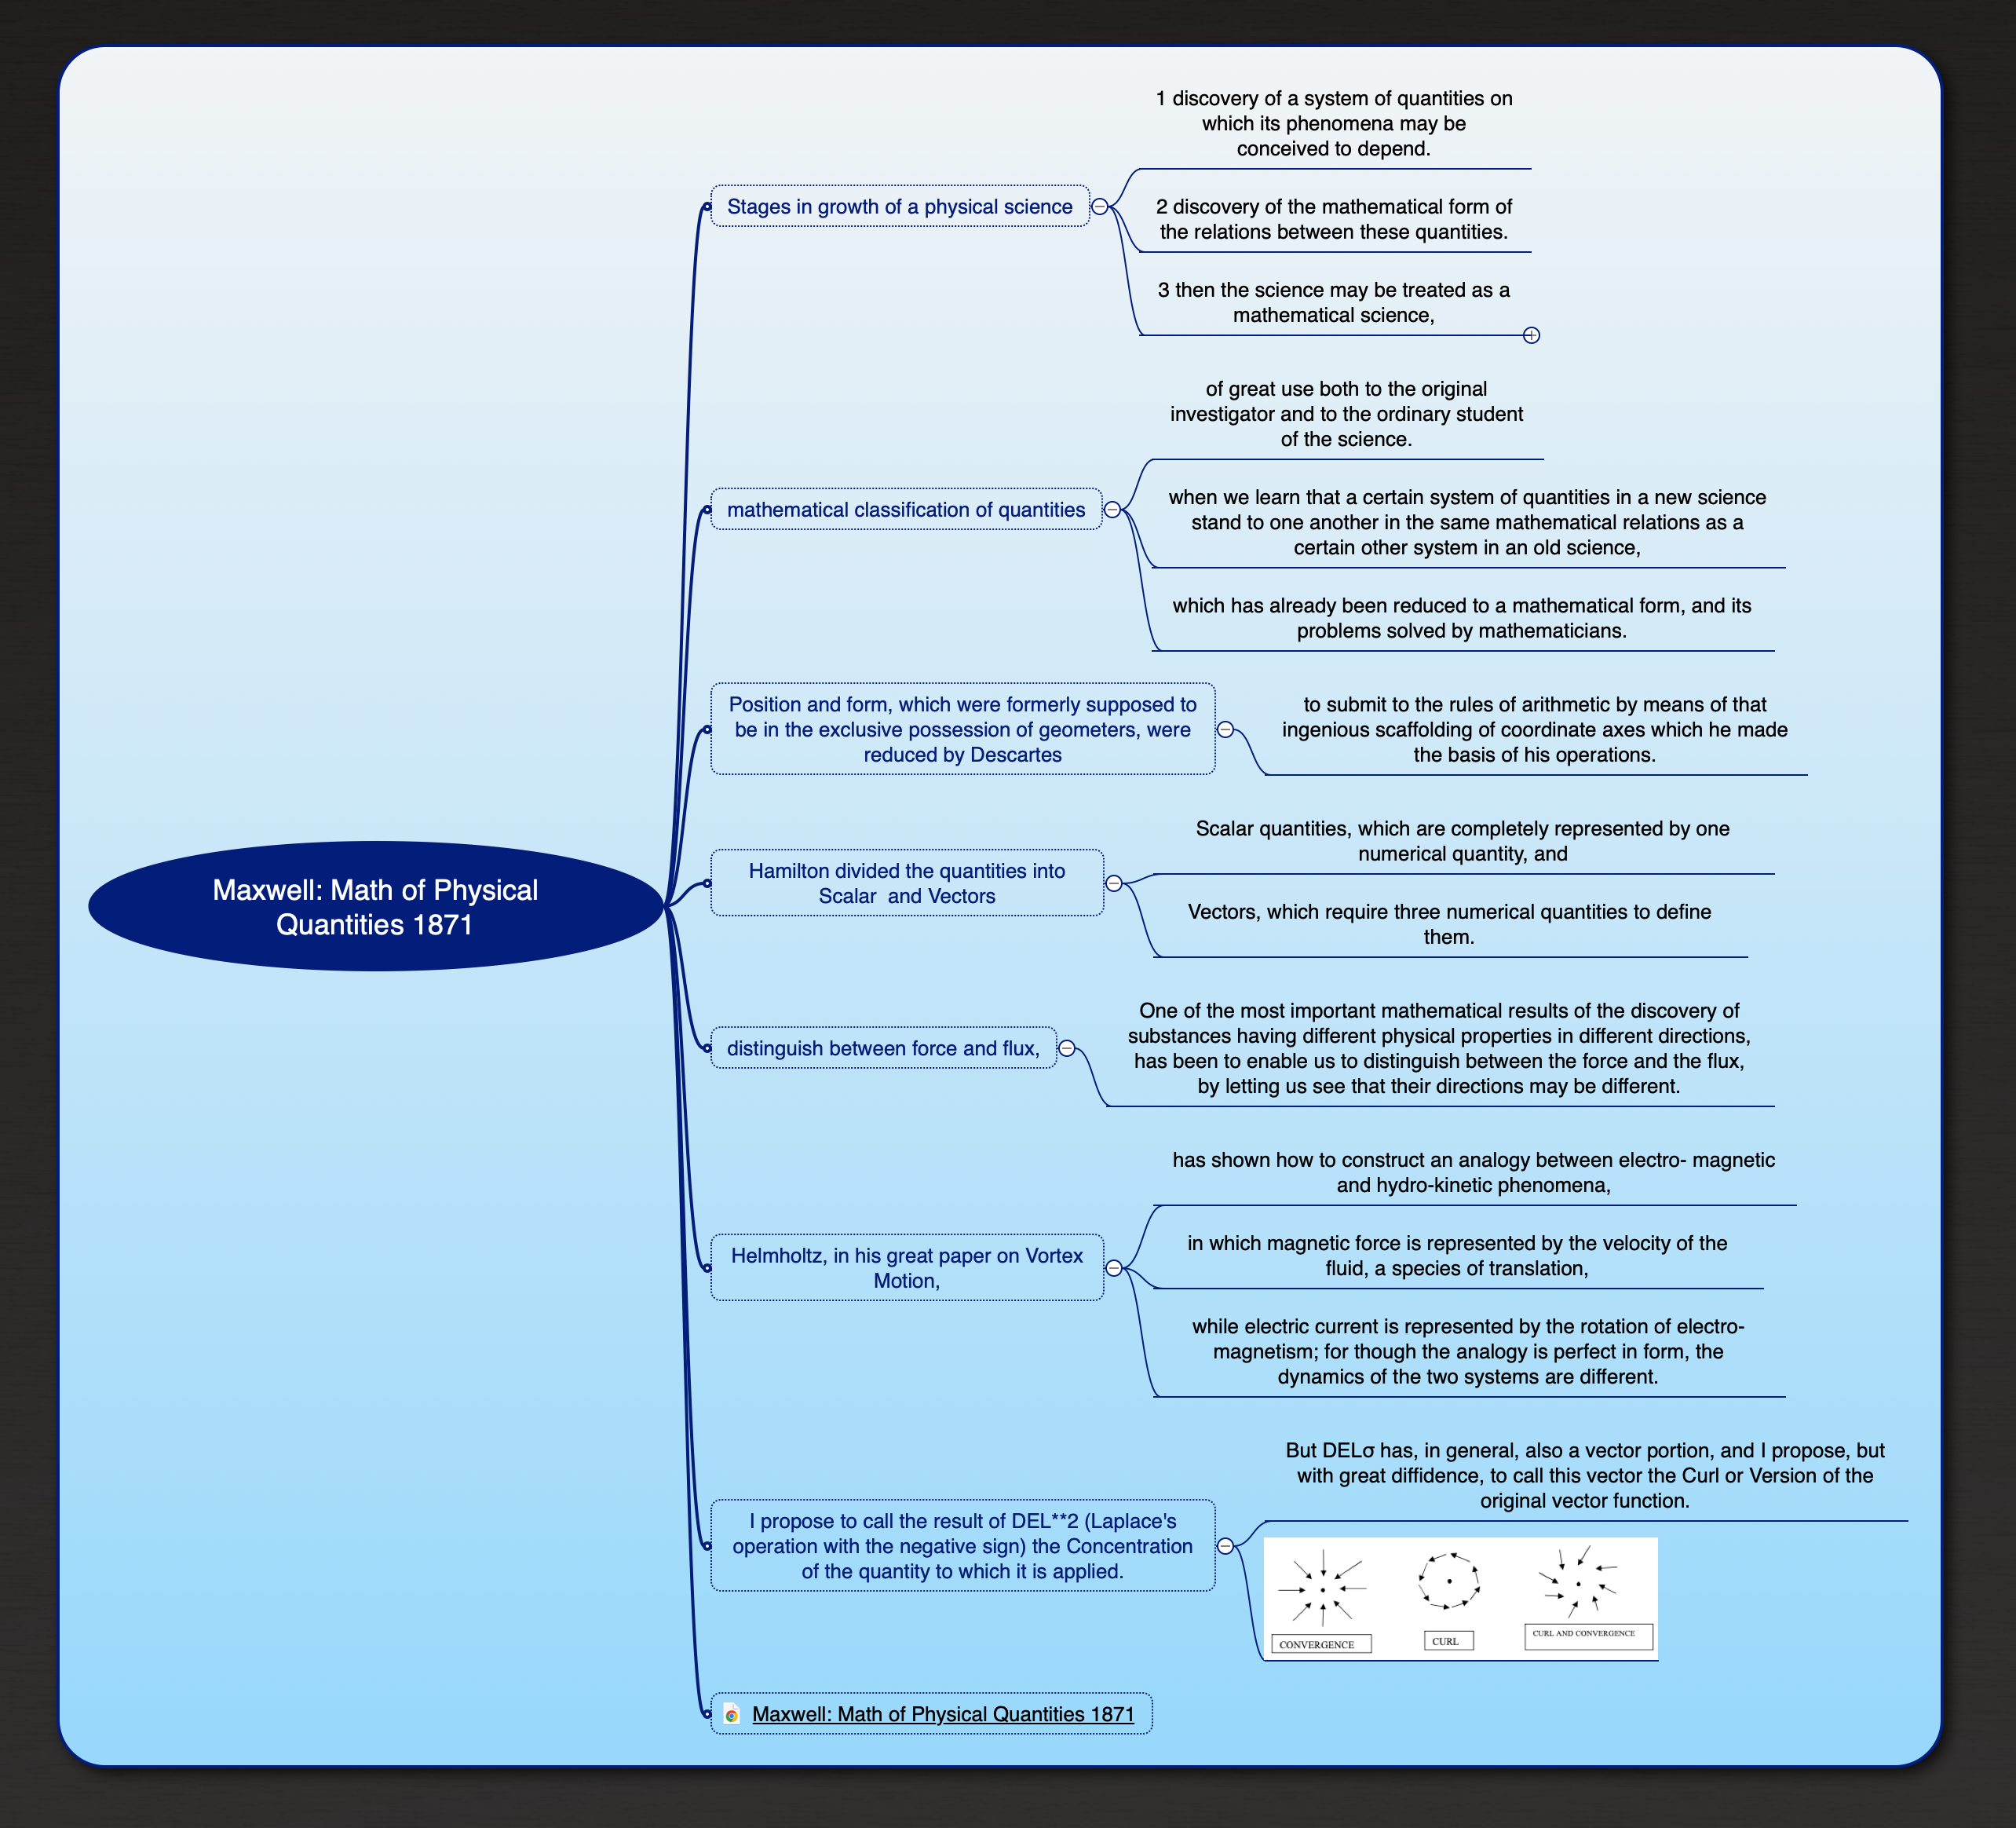 1 discovery of a system of quantities on
which its phenomena may be
conceived to depend.
Stages in growth of a physical science
2 discovery of the mathematical form of
the relations between these quantities.
3 then the science may be treated as a
mathematical science,
of great use both to the original
investigator and to the ordinary student
of the science.
mathematical classification of quantities
when we learn that a certain system of quantities in a new science
stand to one another in the same mathematical relations as a
certain other system in an old science,
which has already been reduced to a mathematical form, and its
problems solved by mathematicians.
Position and form, which were formerly supposed to
be in the exclusive possession of geometers, were
reduced by Descartes
to submit to the rules of arithmetic by means of that
ingenious scaffolding of coordinate axes which he made
the basis of his operations.
Maxwell: Math of Physical
Quantities 1871
Hamilton divided the quantities into
Scalar  and Vectors
Scalar quantities, which are completely represented by one
numerical quantity, and
Vectors, which require three numerical quantities to define
them.
distinguish between force and flux,
One of the most important mathematical results of the discovery of
substances having different physical properties in different directions,
has been to enable us to distinguish between the force and the flux,
by letting us see that their directions may be different.
Helmholtz, in his great paper on Vortex
Motion,
has shown how to construct an analogy between electro- magnetic
and hydro-kinetic phenomena,
in which magnetic force is represented by the velocity of the
fluid, a species of translation,
while electric current is represented by the rotation of electro-
magnetism; for though the analogy is perfect in form, the
dynamics of the two systems are different.
I propose to call the result of DEL**2 (Laplace's
operation with the negative sign) the Concentration
of the quantity to which it is applied.
But DELσ has, in general, also a vector portion, and I propose, but
with great diffidence, to call this vector the Curl or Version of the
original vector function.
CONVERGENCE
CURL
CURL AND CONVERGENCE
Maxwell: Math of Physical Quantities 1871